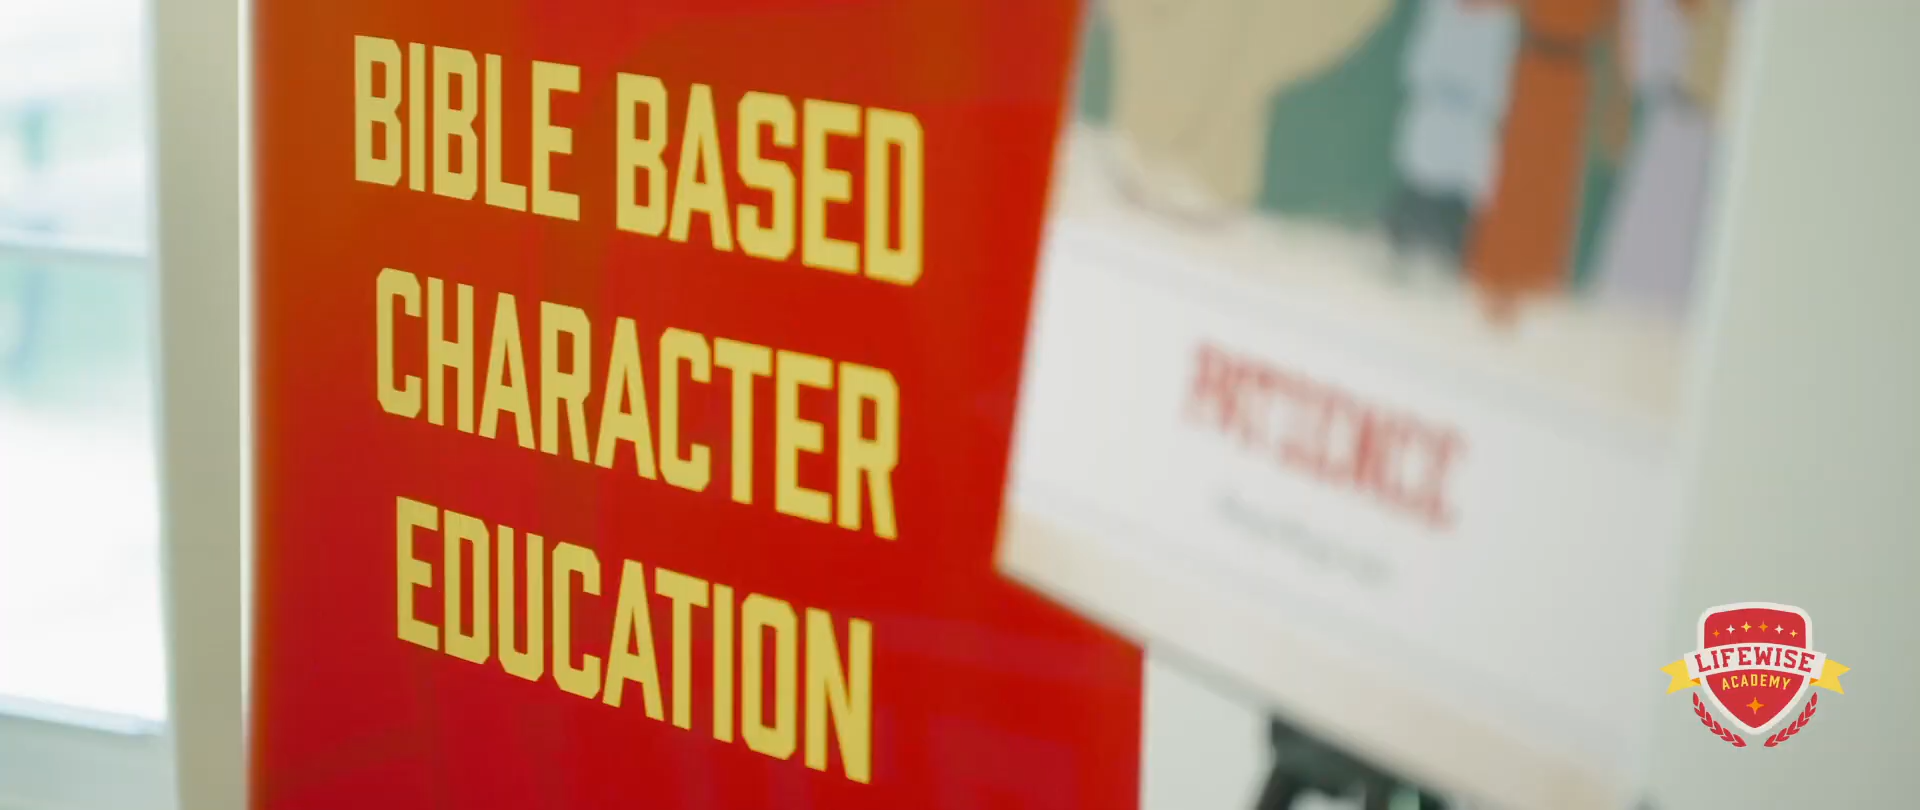 BIBLE BASED
CHARACTER
EDUCATION
PATIENCE
LIFEWISE
ACADEMY